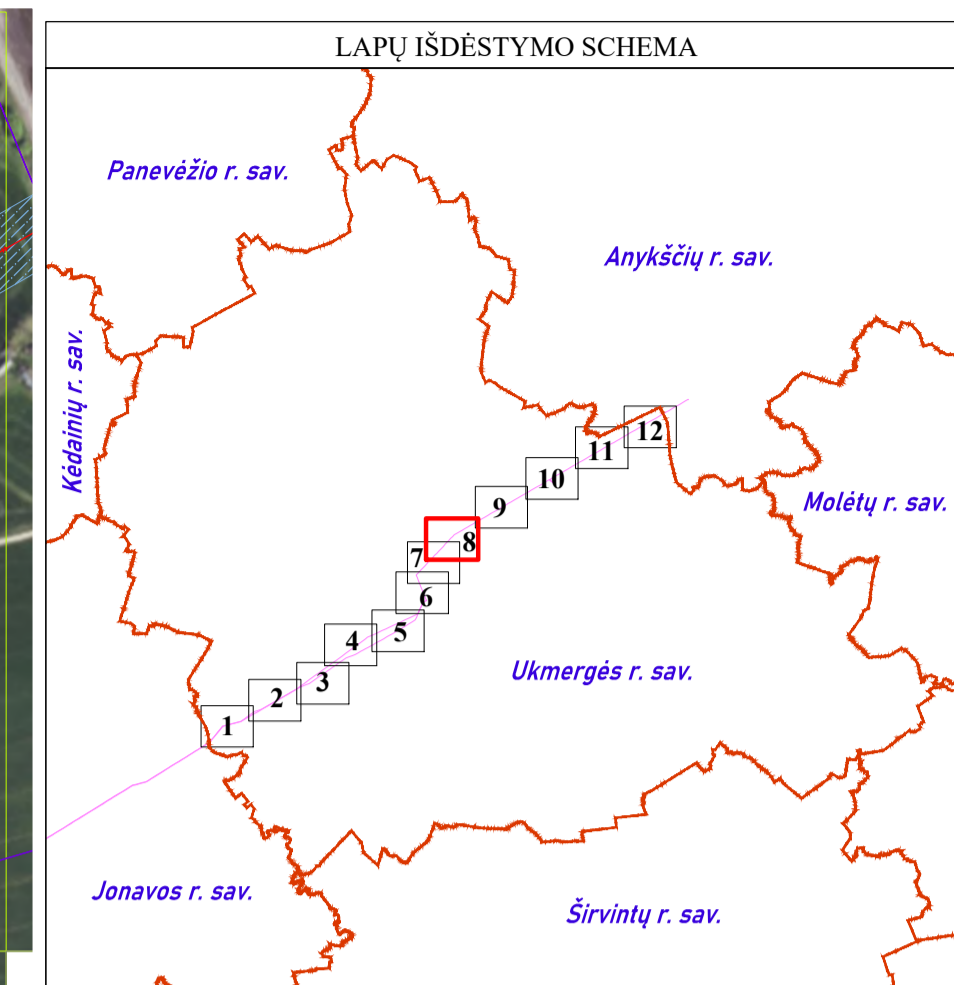 LAPŲ IŠDĖSTYMO SCHEMA
Panevėžio r. sav.
Anykščių r. sav.
Kėdainių r. sav.
12
11
10
Molėtų r. sav.
9
8
7
6
5
4
Ukmergės r. sav.
3
2
1
Jonavos r. sav.
Širvintų r. sav.